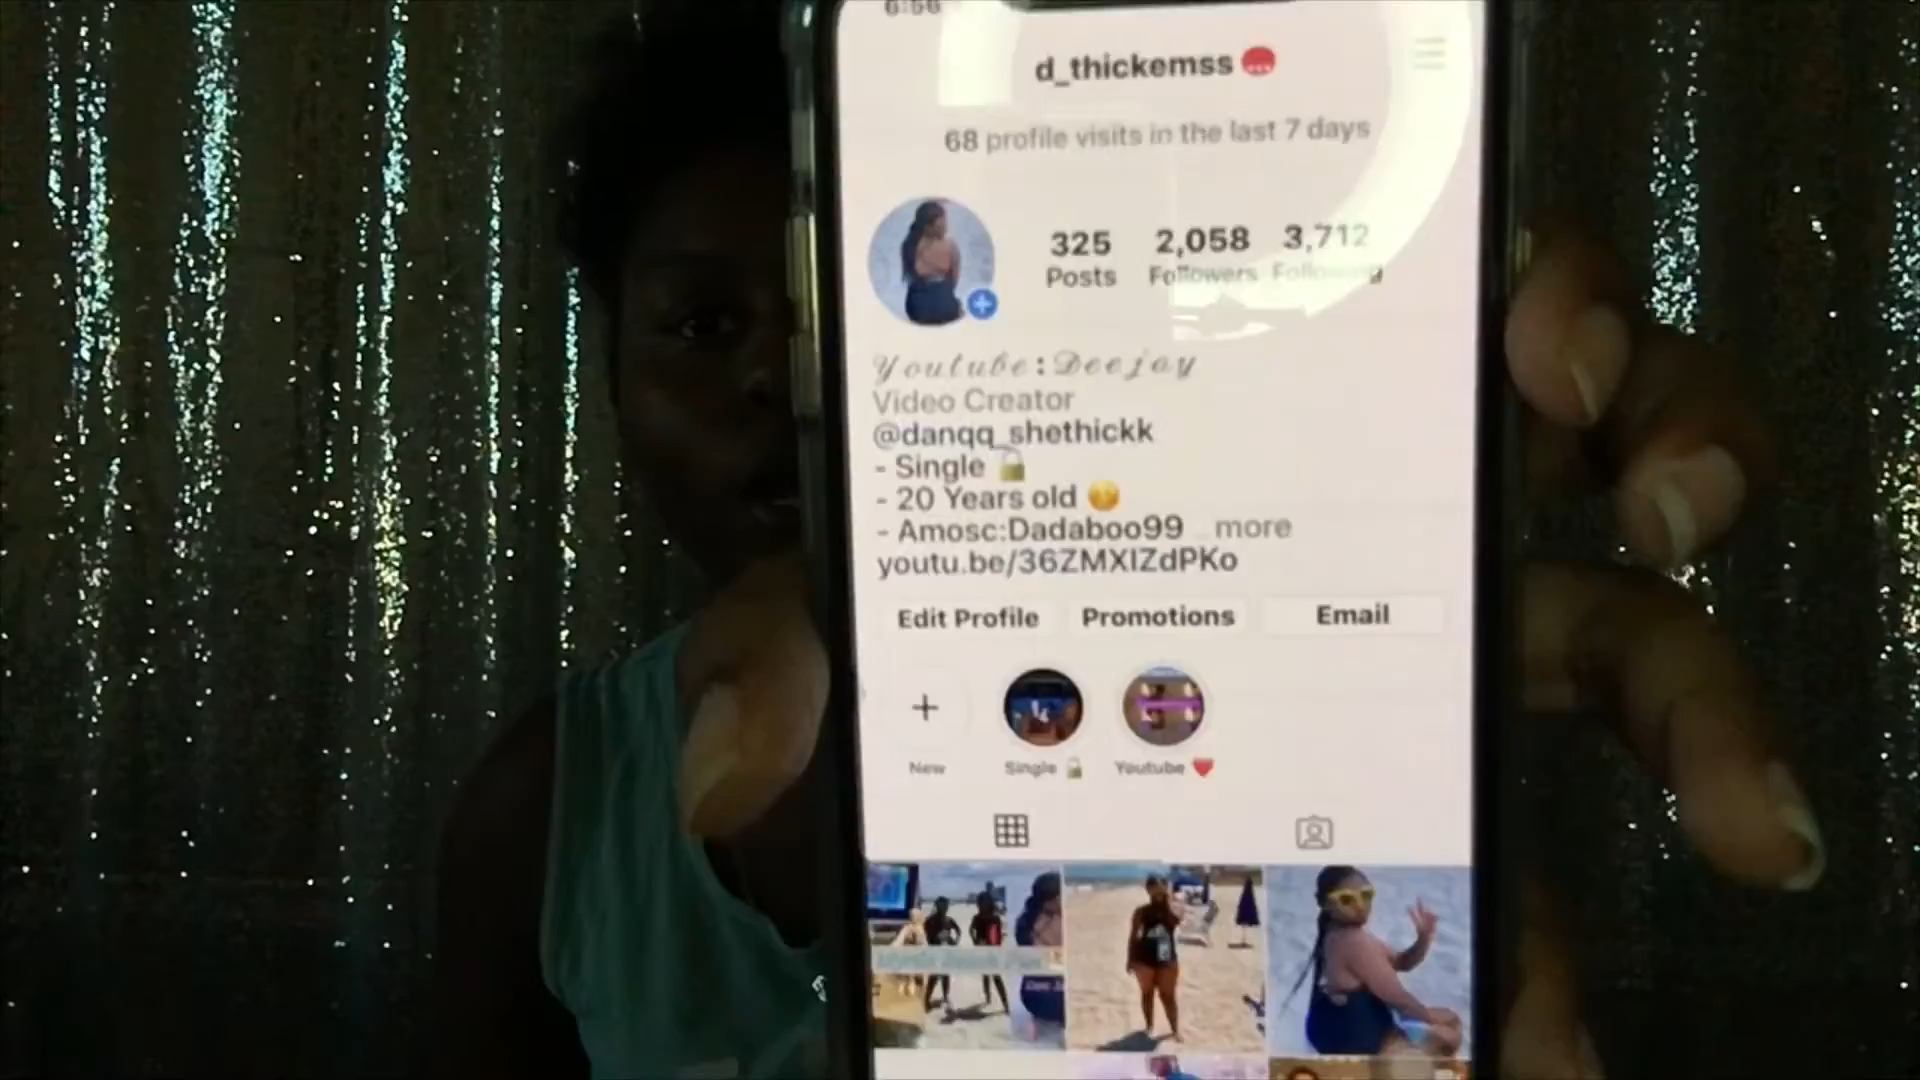 6:56
d_thickemss
68 profile visits in the last 7 days
325 2,058 3,712
Posts Followers Following
Youtube:Deejay
Video Creator
@danqq_shethickk
- Single 🔓
- 20 Years old
- Amosc:Dadaboo99 more
youtu.be/36ZMXIZdPKo
Edit Profile Promotions Email
New Single 🔓 Youtube ❤️